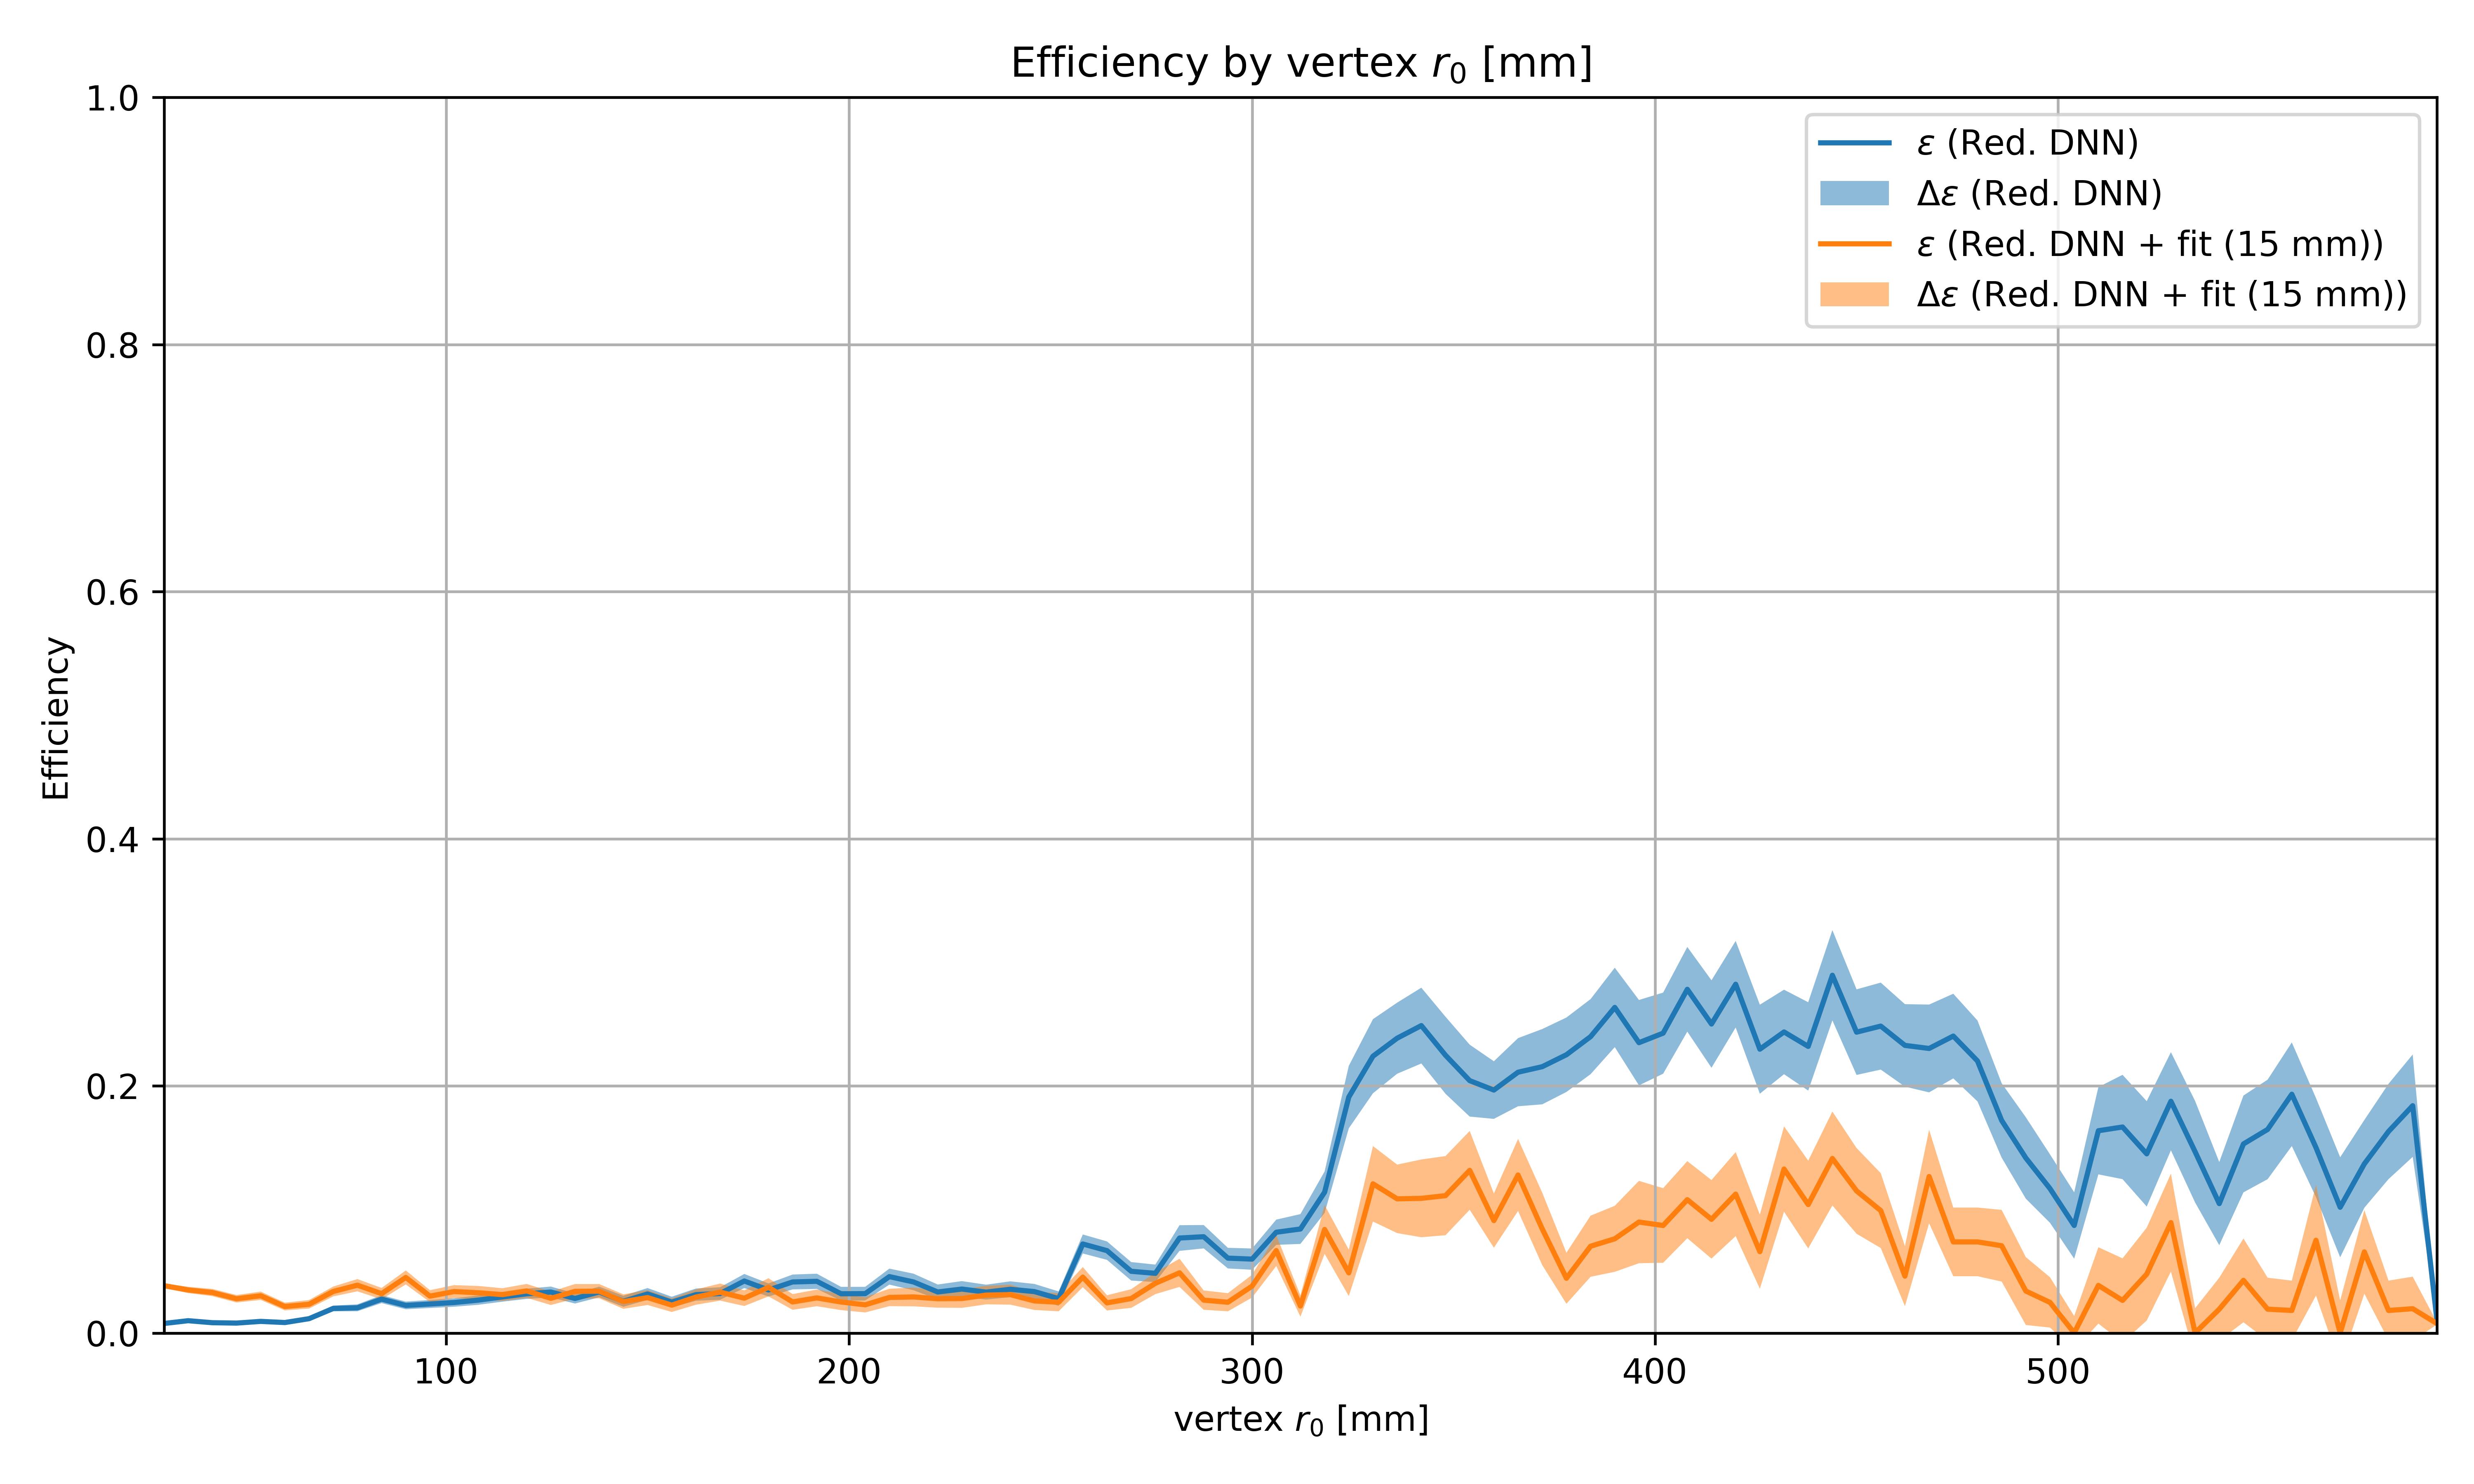 Efficiency by vertex r₀ [mm]
1.0
0.8
0.6
0.4
0.2
0.0
Efficiency
ε (Red. DNN)
Δε (Red. DNN)
ε (Red. DNN + fit (15 mm))
Δε (Red. DNN + fit (15 mm))
100 200 300 400 500
vertex r₀ [mm]